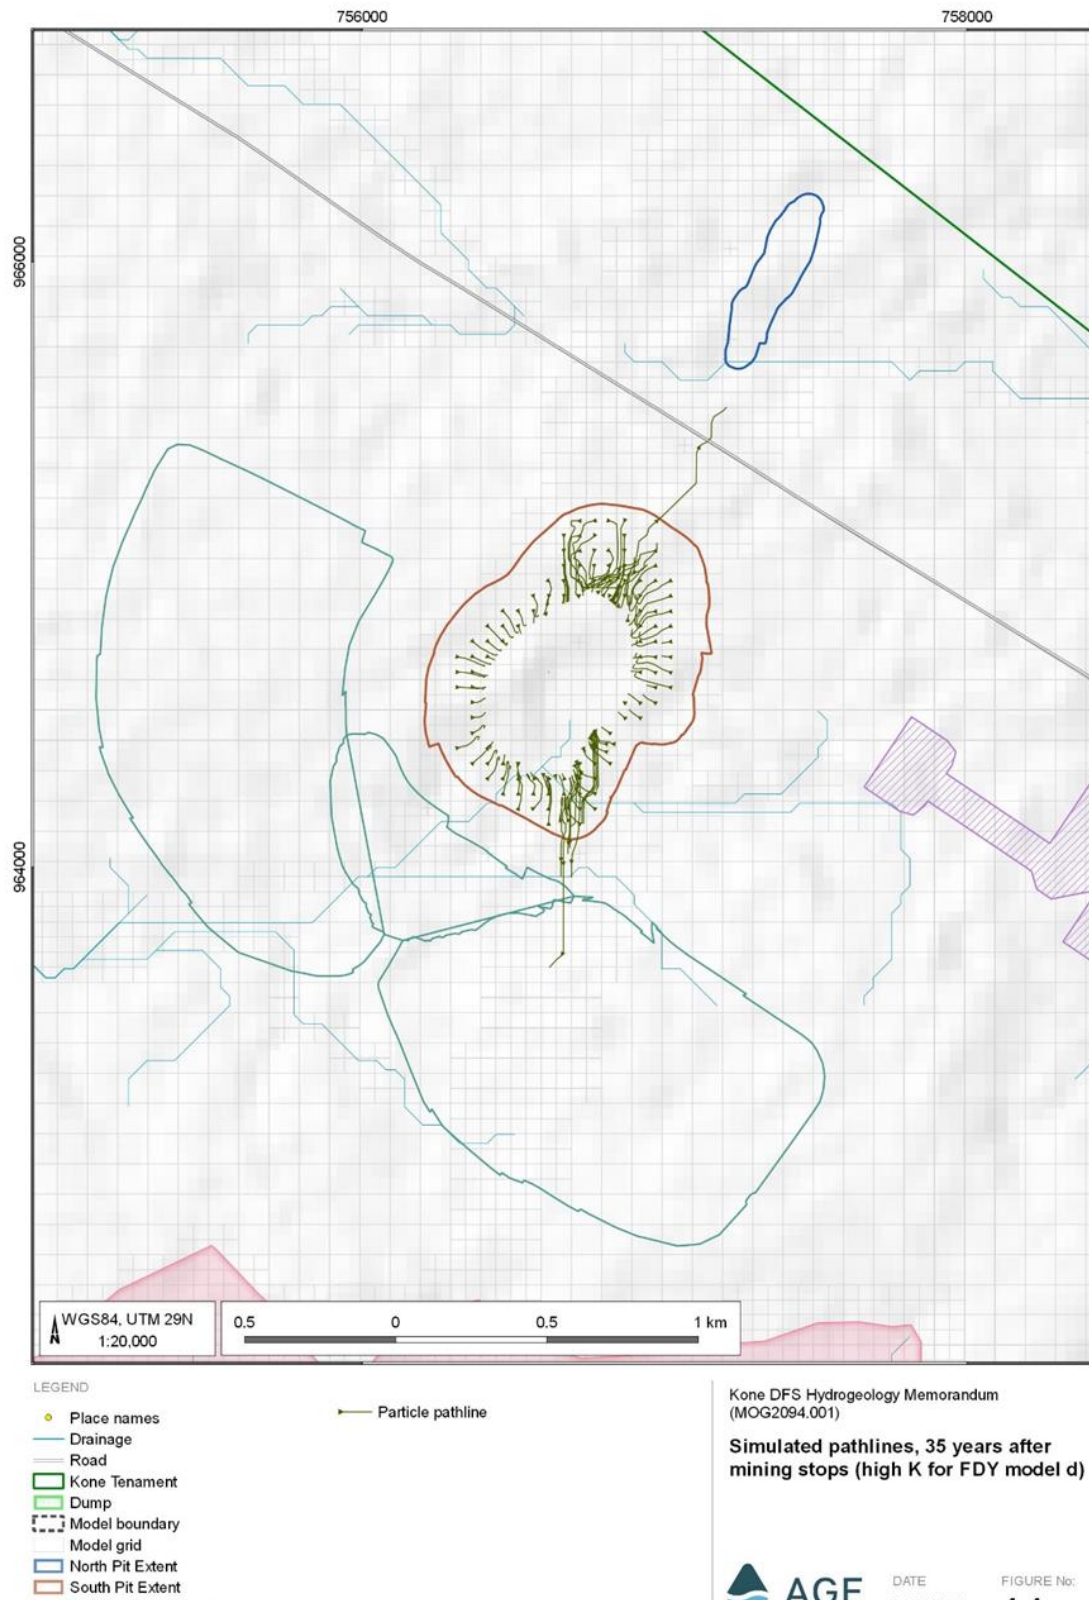 756000
758000
966000
964000
WGS84, UTM 29N
1:20,000
0.5 0 0.5 1 km
LEGEND
Place names
Drainage
Road
Kone Tenament
Dump
Model boundary
Model grid
North Pit Extent
South Pit Extent
Particle pathline
Kone DFS Hydrogeology Memorandum
(MOG2094.001)
Simulated pathlines, 35 years after
mining stops (high K for FDY model d)
AGE
DATE
FIGURE No: